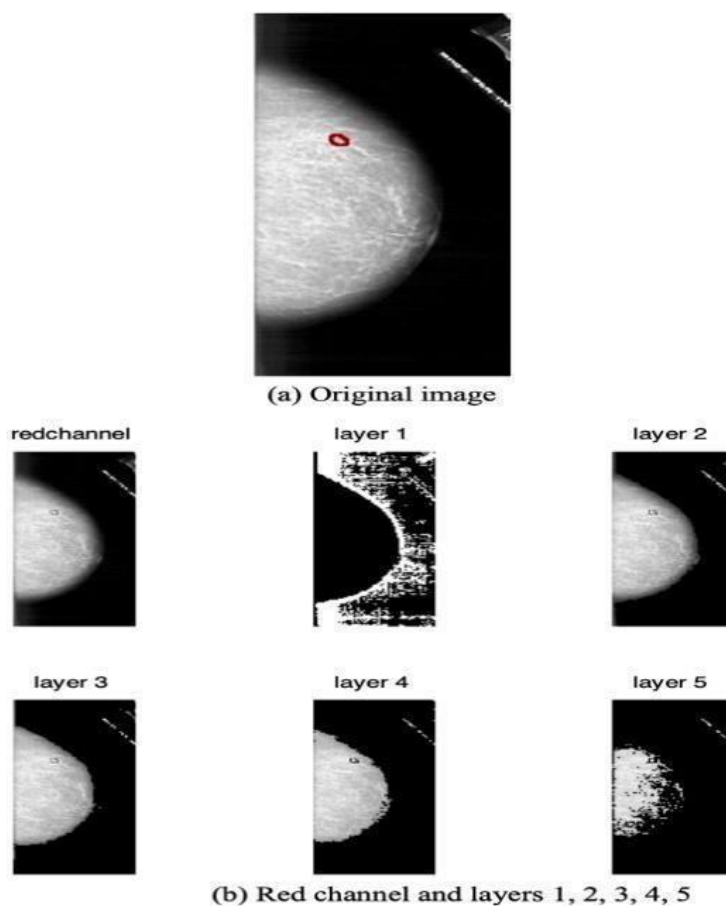 (a) Original image
redchannel
layer 1
layer 2
layer 3
layer 4
layer 5
(b) Red channel and layers 1, 2, 3, 4, 5